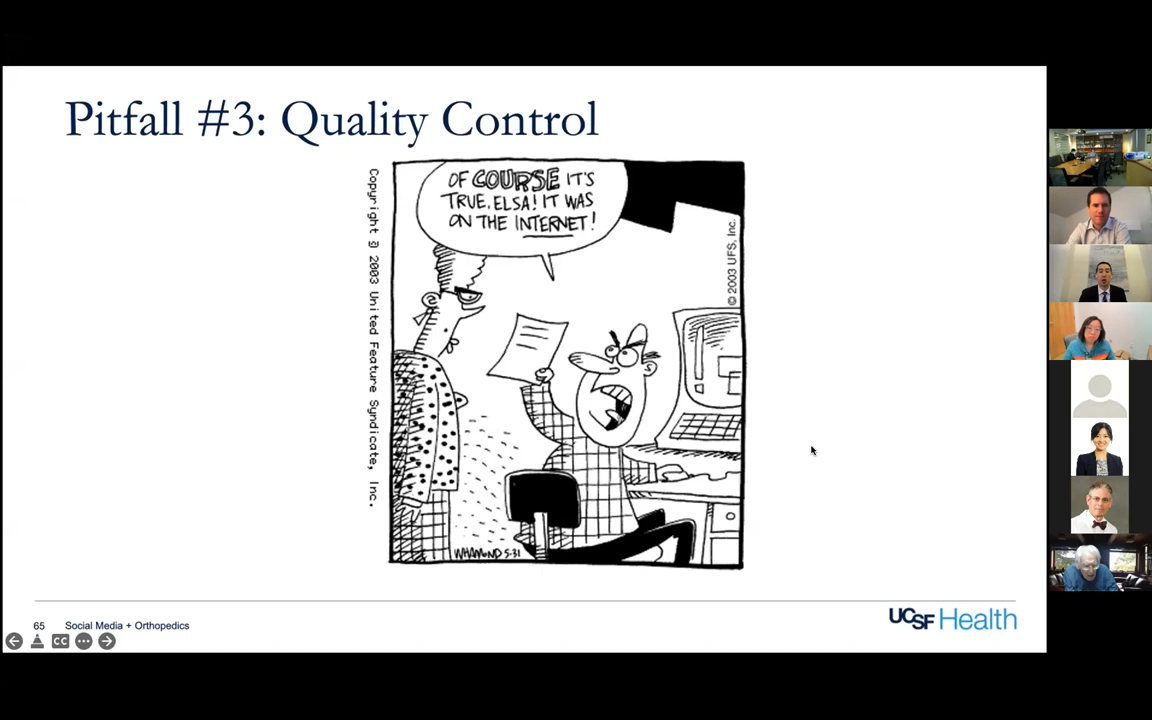 Pitfall #3: Quality Control
Copyright © 2003 United Feature Syndicate, Inc.
OF COURSE IT'S
TRUE, ELSA! IT WAS
ON THE INTERNET!
© 2003 UFS, Inc.
WHAMOND 5-31
65 Social Media + Orthopedics
UCSF Health
CC